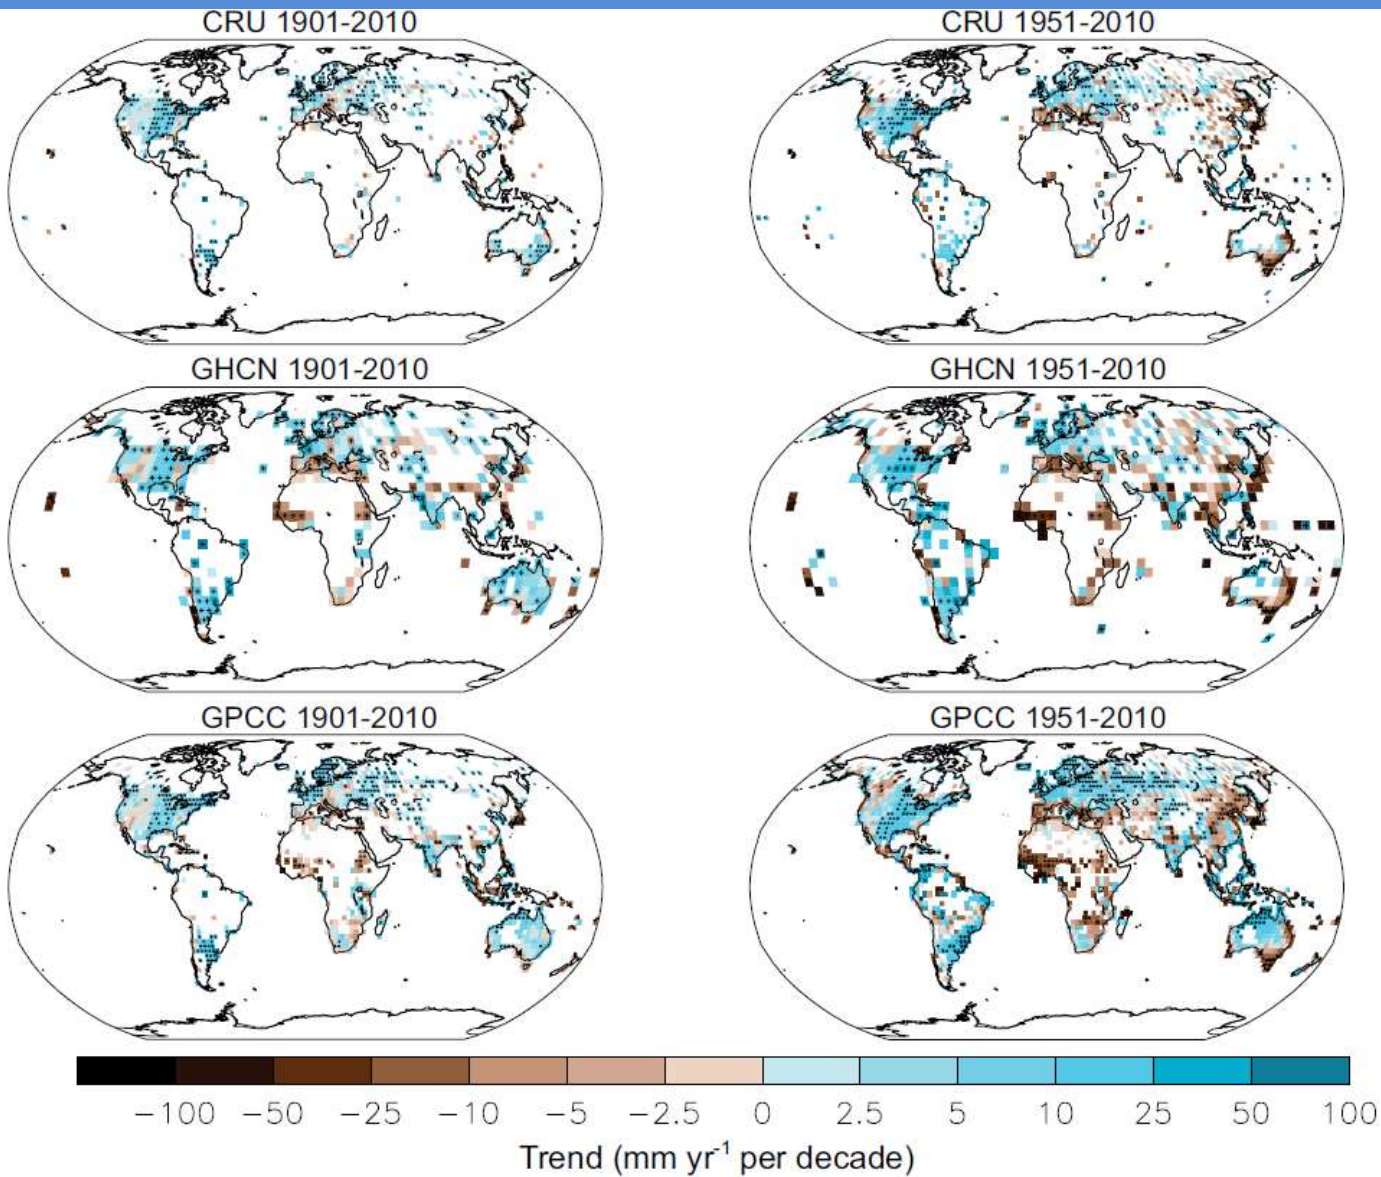 CRU 1901-2010
CRU 1951-2010
GHCN 1901-2010
GHCN 1951-2010
GPCC 1901-2010
GPCC 1951-2010
−100 −50 −25 −10 −5 −2.5 0 2.5 5 10 25 50 100
Trend (mm yr⁻¹ per decade)